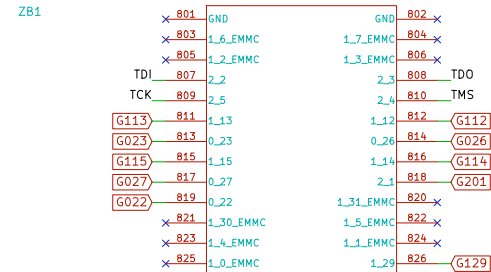 ZB1
801 GND GND 802
803 1_6_EMMC 1_7_EMMC 804
805 1_2_EMMC 1_3_EMMC 806
TDI 807 2_2 2_3 808 TDO
TCK 809 2_5 2_4 810 TMS
G113 811 1_13 1_12 812 G112
G023 813 0_23 0_26 814 G026
G115 815 1_15 1_14 816 G114
G027 817 0_27 2_1 818 G201
G022 819 0_22 1_31_EMMC 820
821 1_30_EMMC 1_5_EMMC 822
823 1_4_EMMC 1_1_EMMC 824
825 1_0_EMMC 1_29 826 G129